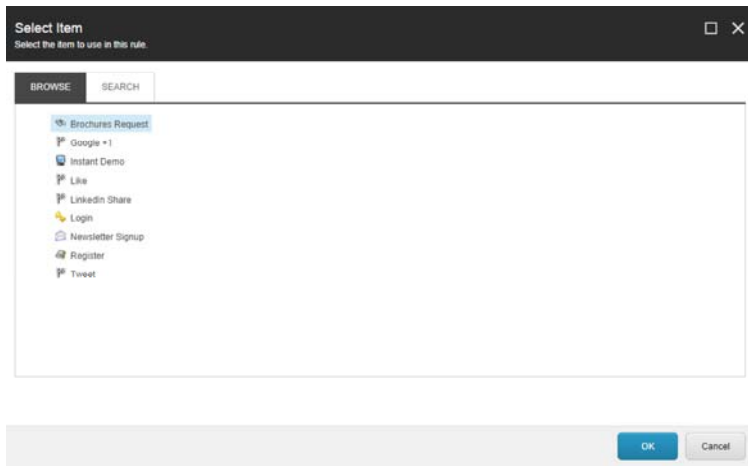 Select Item
Select the item to use in this rule.
BROWSE
SEARCH
Brochures Request
Google +1
Instant Demo
Like
LinkedIn Share
Login
Newsletter Signup
Register
Tweet
OK
Cancel